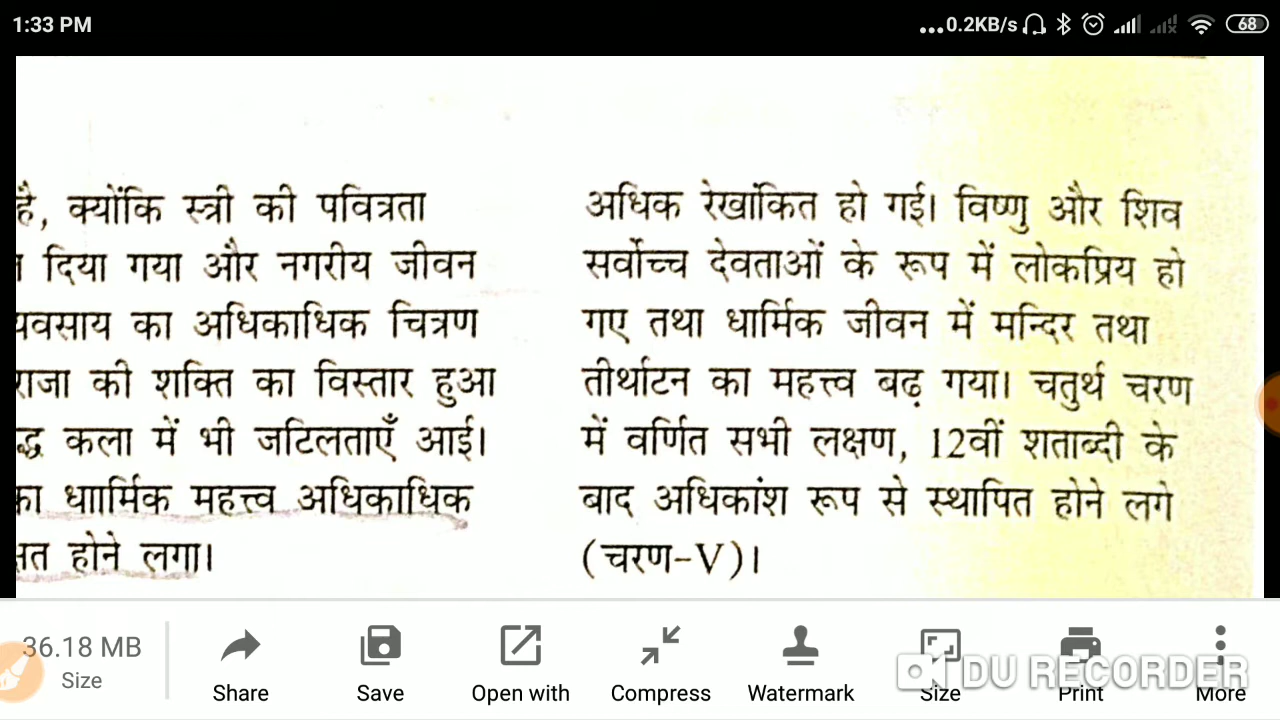 1:33 PM
...0.2KB/s
68
है, क्योंकि स्त्री की पवित्रता
दिया गया और नगरीय जीवन
का अधिकाधिक चित्रण
राजा की शक्ति का विस्तार हुआ
कला में भी जटिलताएँ आई।
का धाार्मिक महत्त्व अधिकाधिक
होने लगा।
अधिक रेखांकित हो गई। विष्णु और शिव
सर्वोच्च देवताओं के रूप में लोकप्रिय हो
गए तथा धार्मिक जीवन में मन्दिर तथा
तीर्थाटन का महत्त्व बढ़ गया। चतुर्थ चरण
में वर्णित सभी लक्षण, 12वीं शताब्दी के
बाद अधिकांश रूप से स्थापित होने लगे
(चरण-V)।
36.18 MB
Size
Share
Save
Open with
Compress
Watermark
Size
Print
More
DU RECORDER